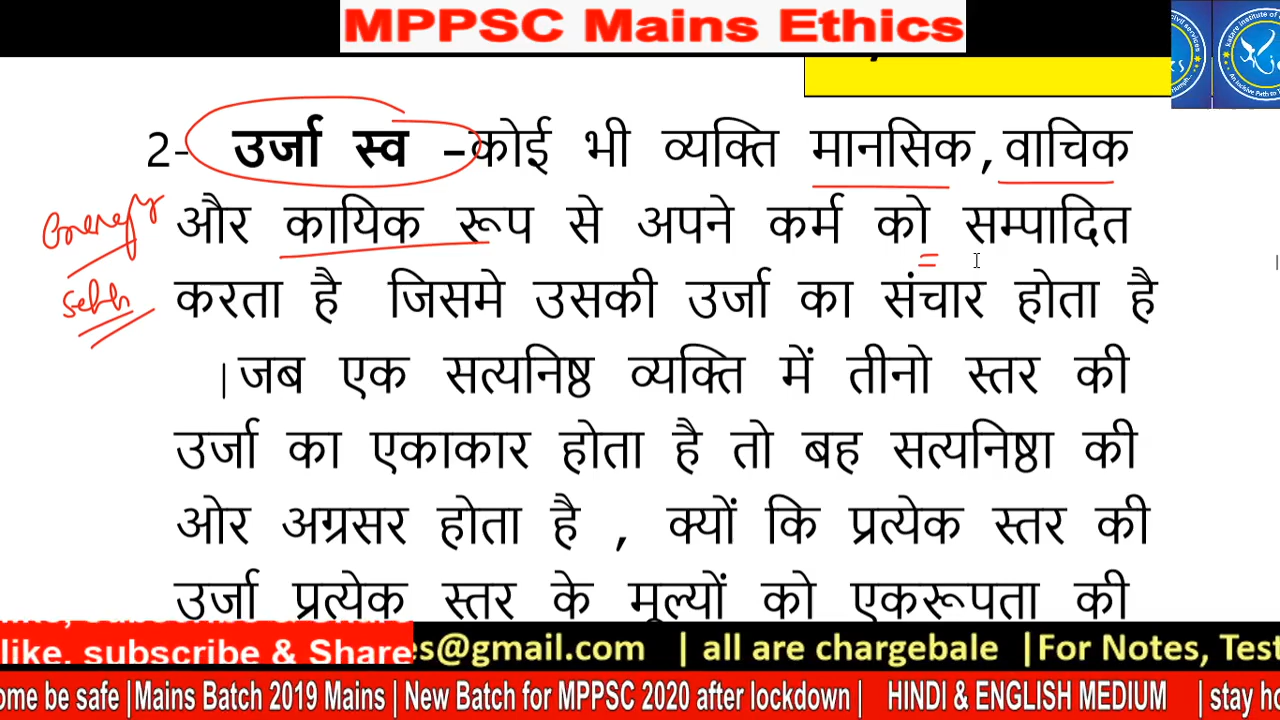 MPPSC Mains Ethics
2- उर्जा स्व –कोई भी व्यक्ति मानसिक,वाचिक
और कायिक रूप से अपने कर्म को सम्पादित
करता है जिसमे उसकी उर्जा का संचार होता है
|जब एक सत्यनिष्ठ व्यक्ति में तीनो स्तर की
उर्जा का एकाकार होता है तो बह सत्यनिष्ठा की
ओर अग्रसर होता है , क्यों कि प्रत्येक स्तर की
उर्जा प्रत्येक स्तर के मूल्यों को एकरूपता की
like, subscribe & Share
es@gmail.com | all are chargebale |For Notes, Test
ome be safe |Mains Batch 2019 Mains | New Batch for MPPSC 2020 after lockdown | HINDI & ENGLISH MEDIUM | stay ho